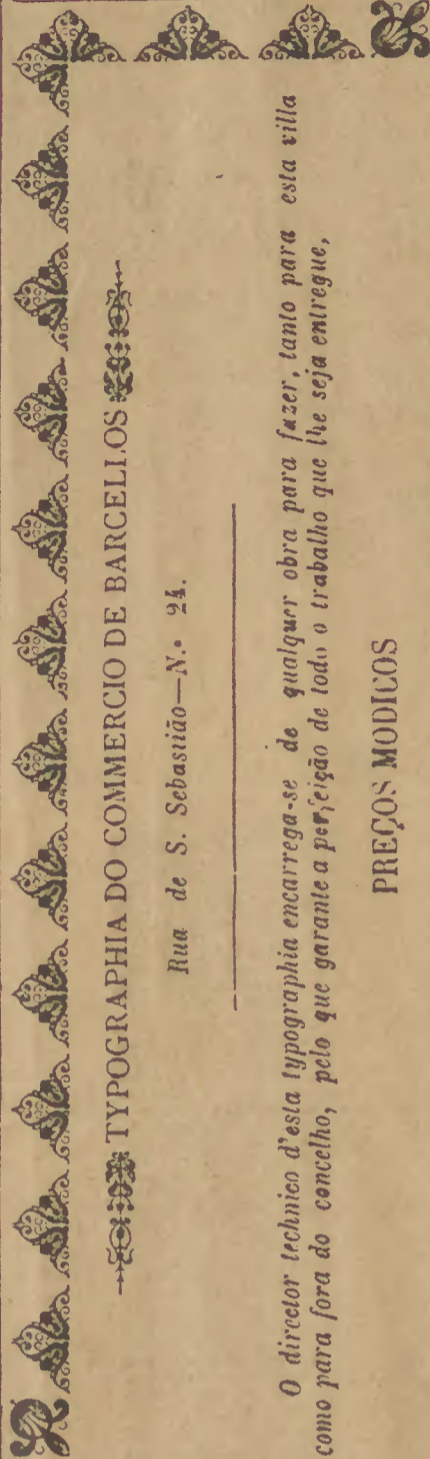 TYPOGRAPHIA DO COMMERCIO DE BARCELLOS
Rua de S. Sebastião—N.º 24.
O director technico d'esta typographia encarrega-se de qualquer obra para fazer, tanto para esta villa
como para fora do concelho, pelo que garante a perfeição de todo o trabalho que lhe seja entregue,
PREÇOS MODICOS